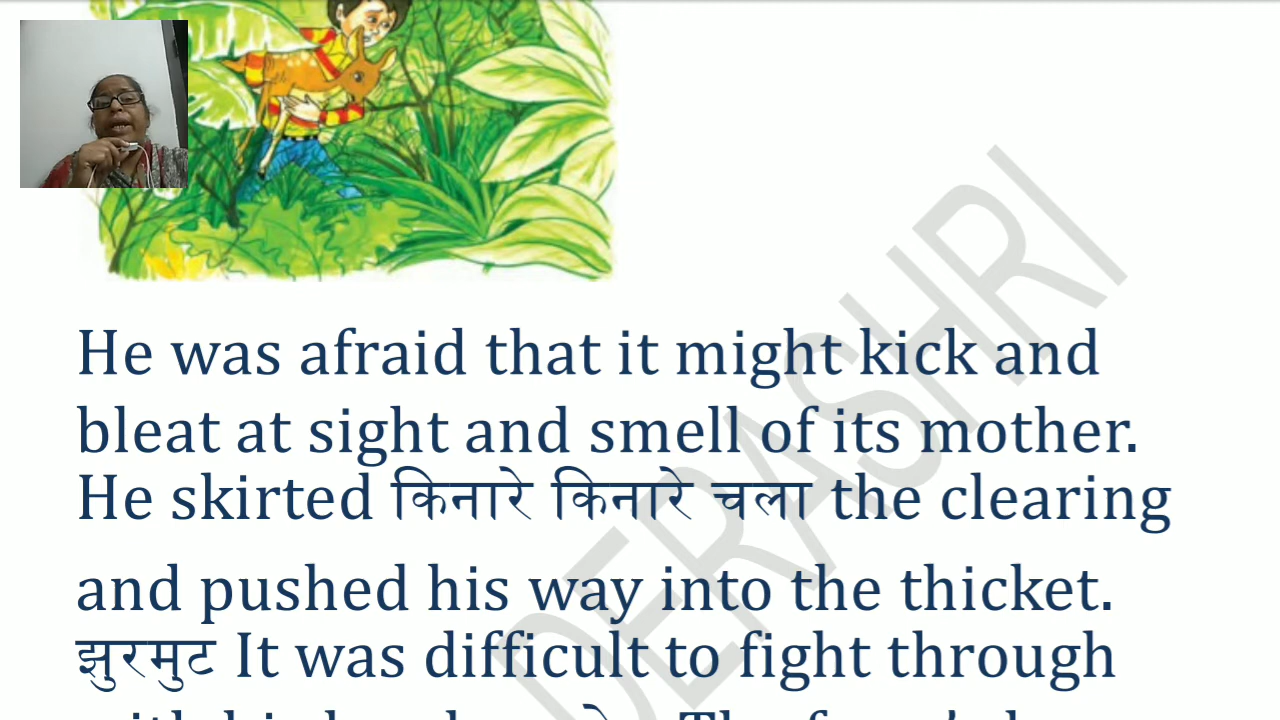 He was afraid that it might kick and
bleat at sight and smell of its mother.
He skirted किनारे किनारे चला the clearing
and pushed his way into the thicket.
झुरमुट It was difficult to fight through
DERASHRI